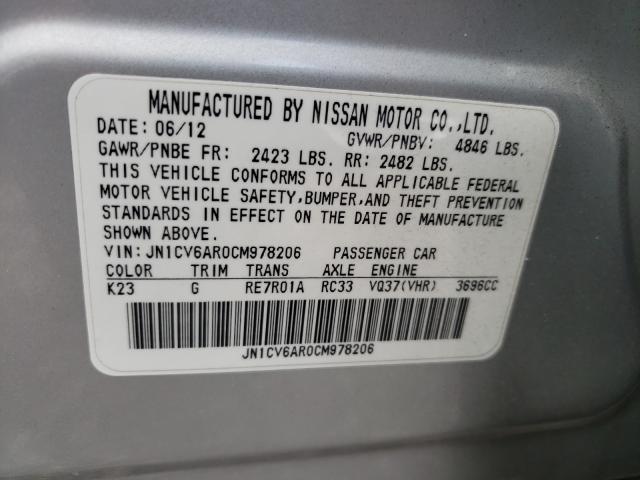 MANUFACTURED BY NISSAN MOTOR CO.,LTD.
DATE: 06/12 GVWR/PNBV: 4846 LBS.
GAWR/PNBE FR: 2423 LBS. RR: 2482 LBS.
THIS VEHICLE CONFORMS TO ALL APPLICABLE FEDERAL
MOTOR VEHICLE SAFETY,BUMPER,AND THEFT PREVENTION
STANDARDS IN EFFECT ON THE DATE OF MANUFACTURE
SHOWN ABOVE.
VIN:JN1CV6AR0CM978206 PASSENGER CAR
COLOR TRIM TRANS AXLE ENGINE
K23 G RE7R01A RC33 VQ37(VHR) 3696CC
JN1CV6AR0CM978206